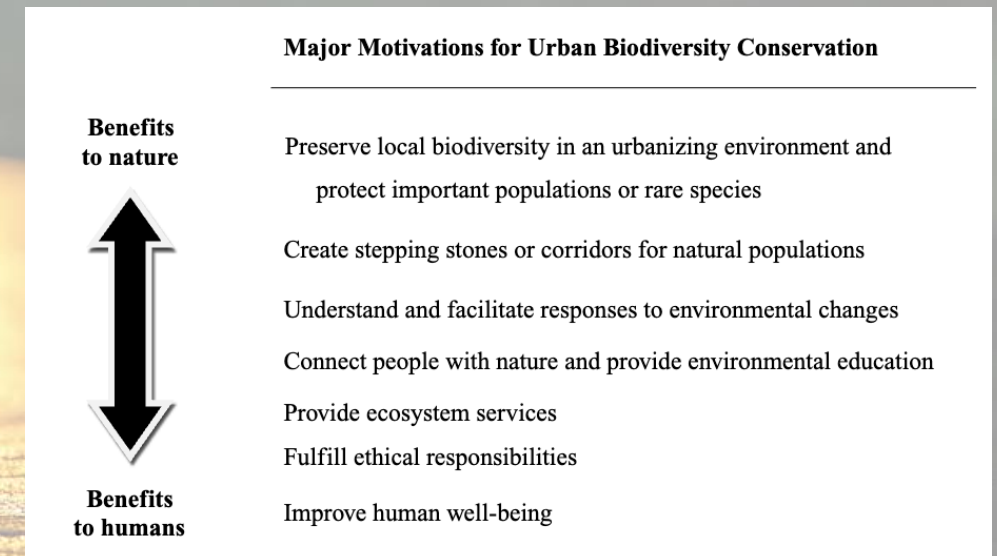 Major Motivations for Urban Biodiversity Conservation
Benefits
to nature
Preserve local biodiversity in an urbanizing environment and
protect important populations or rare species
Create stepping stones or corridors for natural populations
Understand and facilitate responses to environmental changes
Connect people with nature and provide environmental education
Provide ecosystem services
Fulfill ethical responsibilities
Benefits
to humans
Improve human well-being